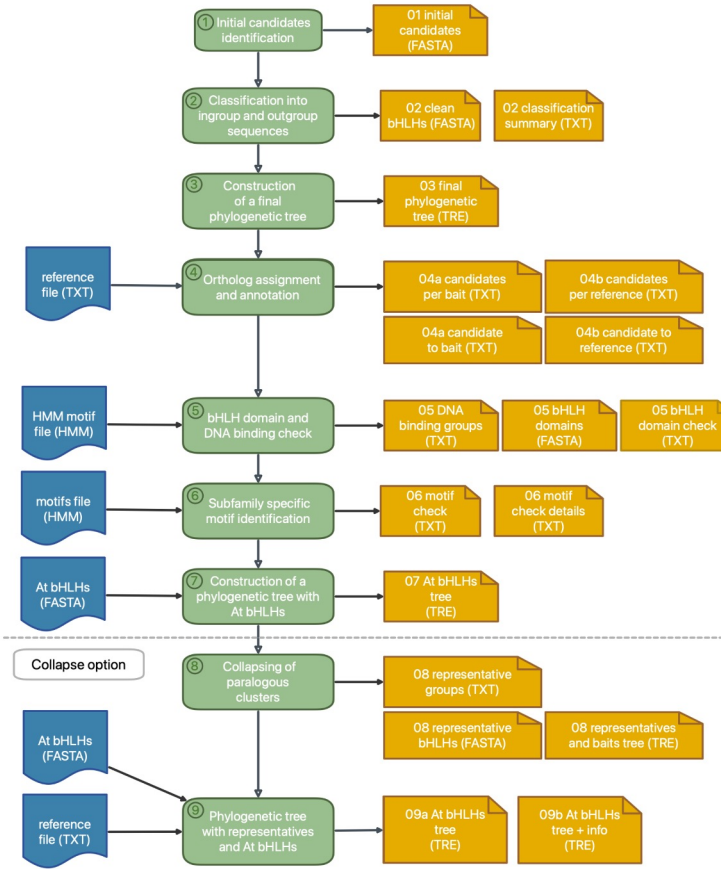 ① Initial candidates
identification
01 initial
candidates
(FASTA)
② Classification into
ingroup and outgroup
sequences
02 clean
bHLHs (FASTA)
02 classification
summary (TXT)
③ Construction
of a final
phylogenetic tree
03 final
phylogenetic
tree (TRE)
reference
file (TXT)
④ Ortholog assignment
and annotation
04a candidates
per bait (TXT)
04b candidates
per reference (TXT)
04a candidate
to bait (TXT)
04b candidate to
reference (TXT)
HMM motif
file (HMM)
⑤ bHLH domain and
DNA binding check
05 DNA
binding groups
(TXT)
05 bHLH
domains
(FASTA)
05 bHLH
domain check
(TXT)
motifs file
(HMM)
⑥ Subfamily specific
motif identification
06 motif
check
(TXT)
06 motif
check details
(TXT)
At bHLHs
(FASTA)
⑦ Construction of a
phylogenetic tree with
At bHLHs
07 At bHLHs
tree
(TRE)
Collapse option
⑧ Collapsing of
paralogous
clusters
08 representative
groups (TXT)
08 representative
bHLHs (FASTA)
08 representatives
and baits tree (TRE)
At bHLHs
(FASTA)
reference
file (TXT)
⑨ Phylogenetic tree
with representatives
and At bHLHs
09a At bHLHs
tree
(TRE)
09b At bHLHs
tree + info
(TRE)